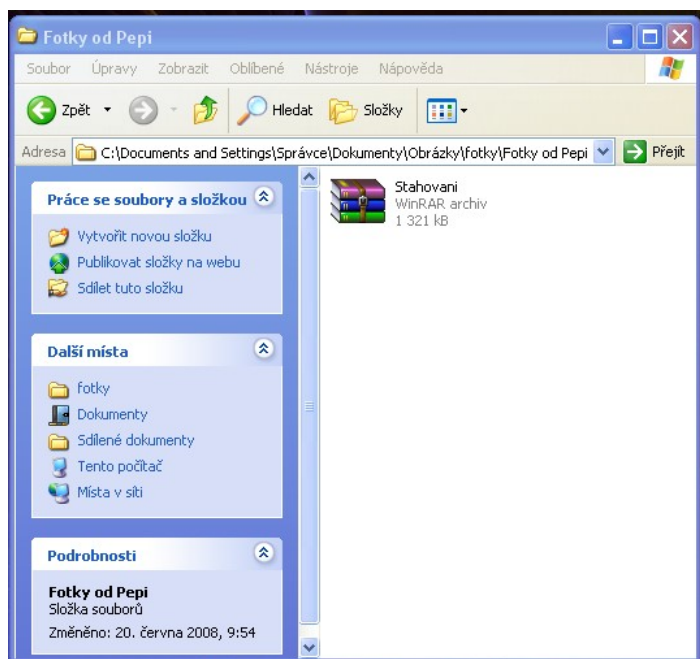 Fotky od Pepi
Soubor Úpravy Zobrazit Oblíbené Nástroje Nápověda
Zpět Hledat Složky
Adresa C:\Documents and Settings\Správce\Dokumenty\Obrázky\fotky\Fotky od Pepi Přejít
Práce se soubory a složkou
Vytvořit novou složku
Publikovat složky na webu
Sdílet tuto složku
Další místa
fotky
Dokumenty
Sdílené dokumenty
Tento počítač
Místa v síti
Podrobnosti
Fotky od Pepi
Složka souborů
Změněno: 20. června 2008, 9:54
Stahovani
WinRAR archiv
1 321 kB